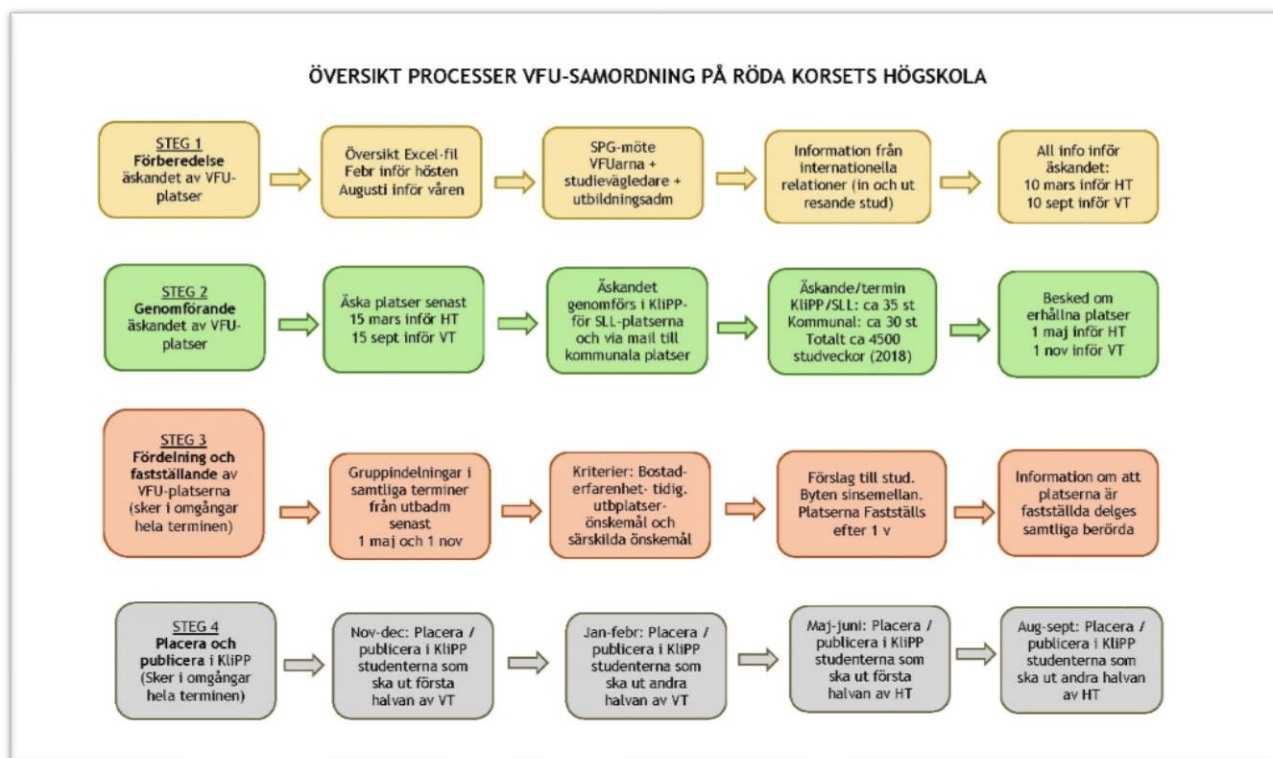 ÖVERSIKT PROCESSER VFU-SAMORDNING PÅ RÖDA KORSETS HÖGSKOLA
STEG 1
Förberedelse
äskandet av VFU-
platser
Översikt Excel-fil
Febr inför hösten
Augusti inför våren
SPG-möte
VFUarna +
studievägledare +
utbildningsadm
Information från
internationella
relationer (in och ut
resande stud)
All info inför
äskandet:
10 mars inför HT
10 sept inför VT
STEG 2
Genomförande
äskandet av VFU-
platser
Äska platser senast
15 mars inför HT
15 sept inför VT
Äskandet
genomförs i KliPP-
för SLL-platserna
och via mail till
kommunala platser
Äskande/termin
KliPP/SLL: ca 35 st
Kommunal: ca 30 st
Totalt ca 4500
studveckor (2018)
Besked om
erhållna platser
1 maj inför HT
1 nov inför VT
STEG 3
Fördelning och
fastställande av
VFU-platserna
(sker i omgångar
hela terminen)
Gruppindelningar i
samtliga terminer
från utbadm
senast
1 maj och 1 nov
Kriterier: Bostad-
erfarenhet- tidig.
utbplatser-
önskemål och
särskilda önskemål
Förslag till stud.
Byten sinsemellan.
Platserna Fastställs
efter 1 v
Information om att
platserna är
fastställda delges
samtliga berörda
STEG 4
Placera och
publicera i KliPP
(Sker i omgångar
hela terminen)
Nov-dec: Placera /
publicera i KliPP
studenterna som
ska ut första
halvan av VT
Jan-febr: Placera /
publicera i KliPP
studenterna som
ska ut andra
halvan av VT
Maj-juni: Placera /
publicera i KliPP
studenterna som
ska ut första
halvan av HT
Aug-sept: Placera
/ publicera i KliPP
studenterna som
ska ut andra halvan
av HT